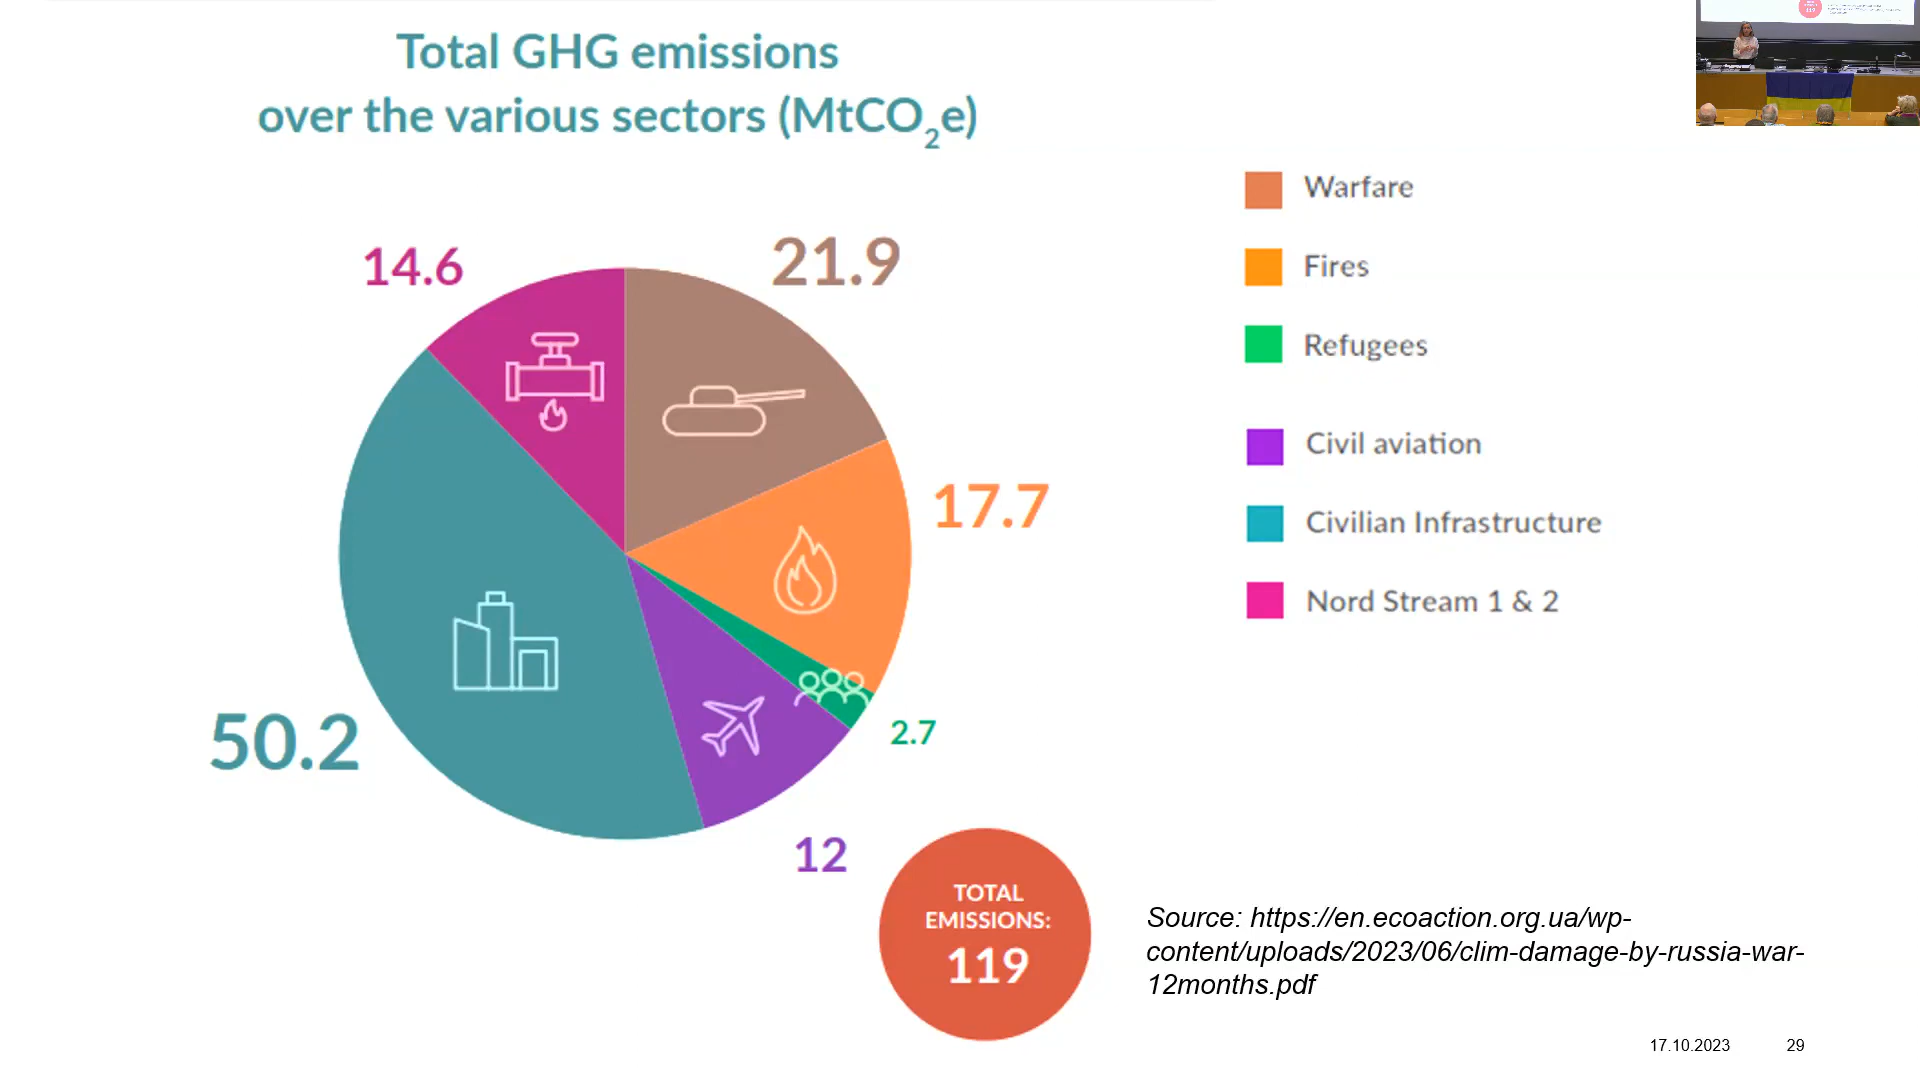 Total GHG emissions
over the various sectors (MtCO₂e)
14.6
21.9
17.7
2.7
12
50.2
Warfare
Fires
Refugees
Civil aviation
Civilian Infrastructure
Nord Stream 1 & 2
TOTAL
EMISSIONS:
119
Source: https://en.ecoaction.org.ua/wp-
content/uploads/2023/06/clim-damage-by-russia-war-
12months.pdf
17.10.2023
29